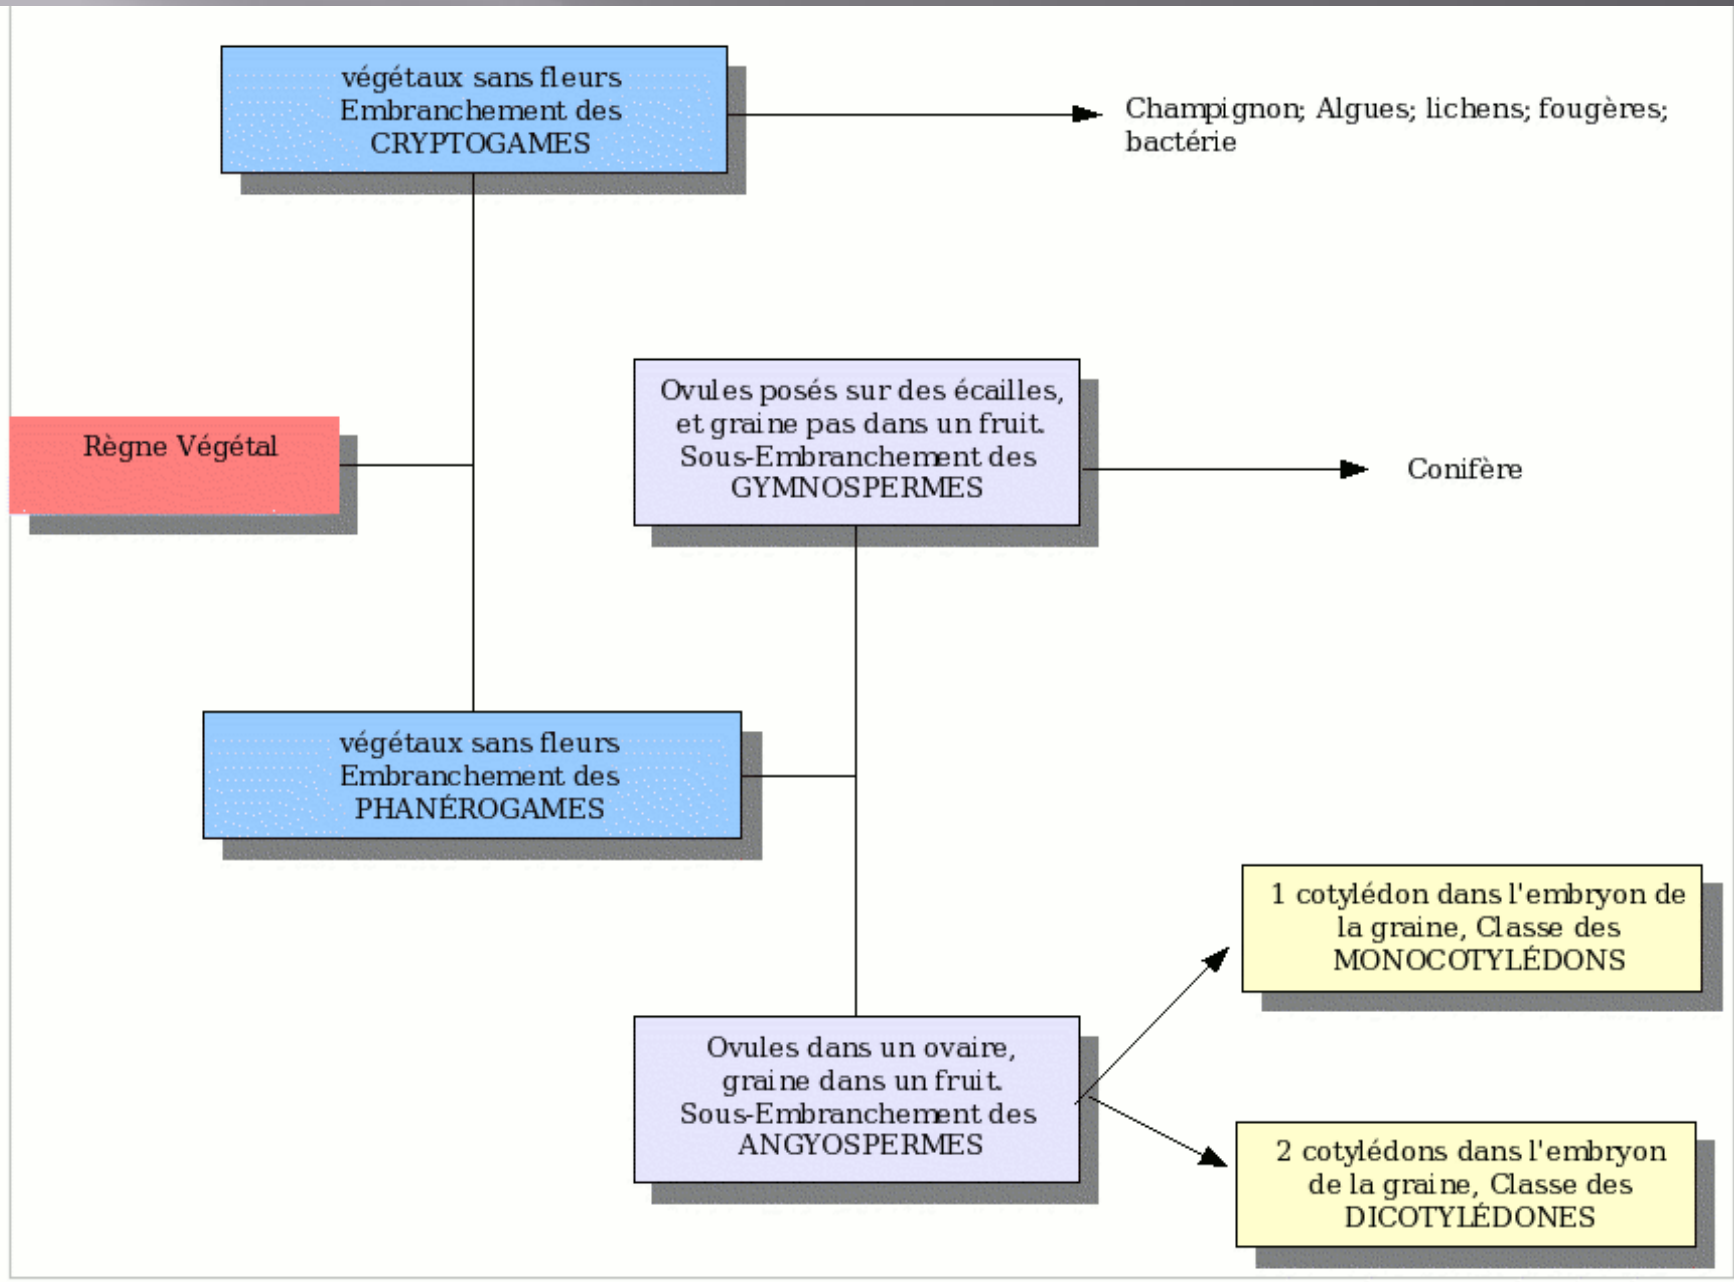 végétaux sans fleurs
Embranchement des
CRYPTOGAMES
Champignon; Algues; lichens; fougères;
bactérie
Règne Végétal
Ovules posés sur des écailles,
et graine pas dans un fruit.
Sous-Embranchement des
GYMNOSPERMES
Conifère
végétaux sans fleurs
Embranchement des
PHANÉROGAMES
Ovules dans un ovaire,
graine dans un fruit.
Sous-Embranchement des
ANGYOSPERMES
1 cotylédon dans l'embryon de
la graine, Classe des
MONOCOTYLÉDONS
2 cotylédons dans l'embryon
de la graine, Classe des
DICOTYLÉDONES